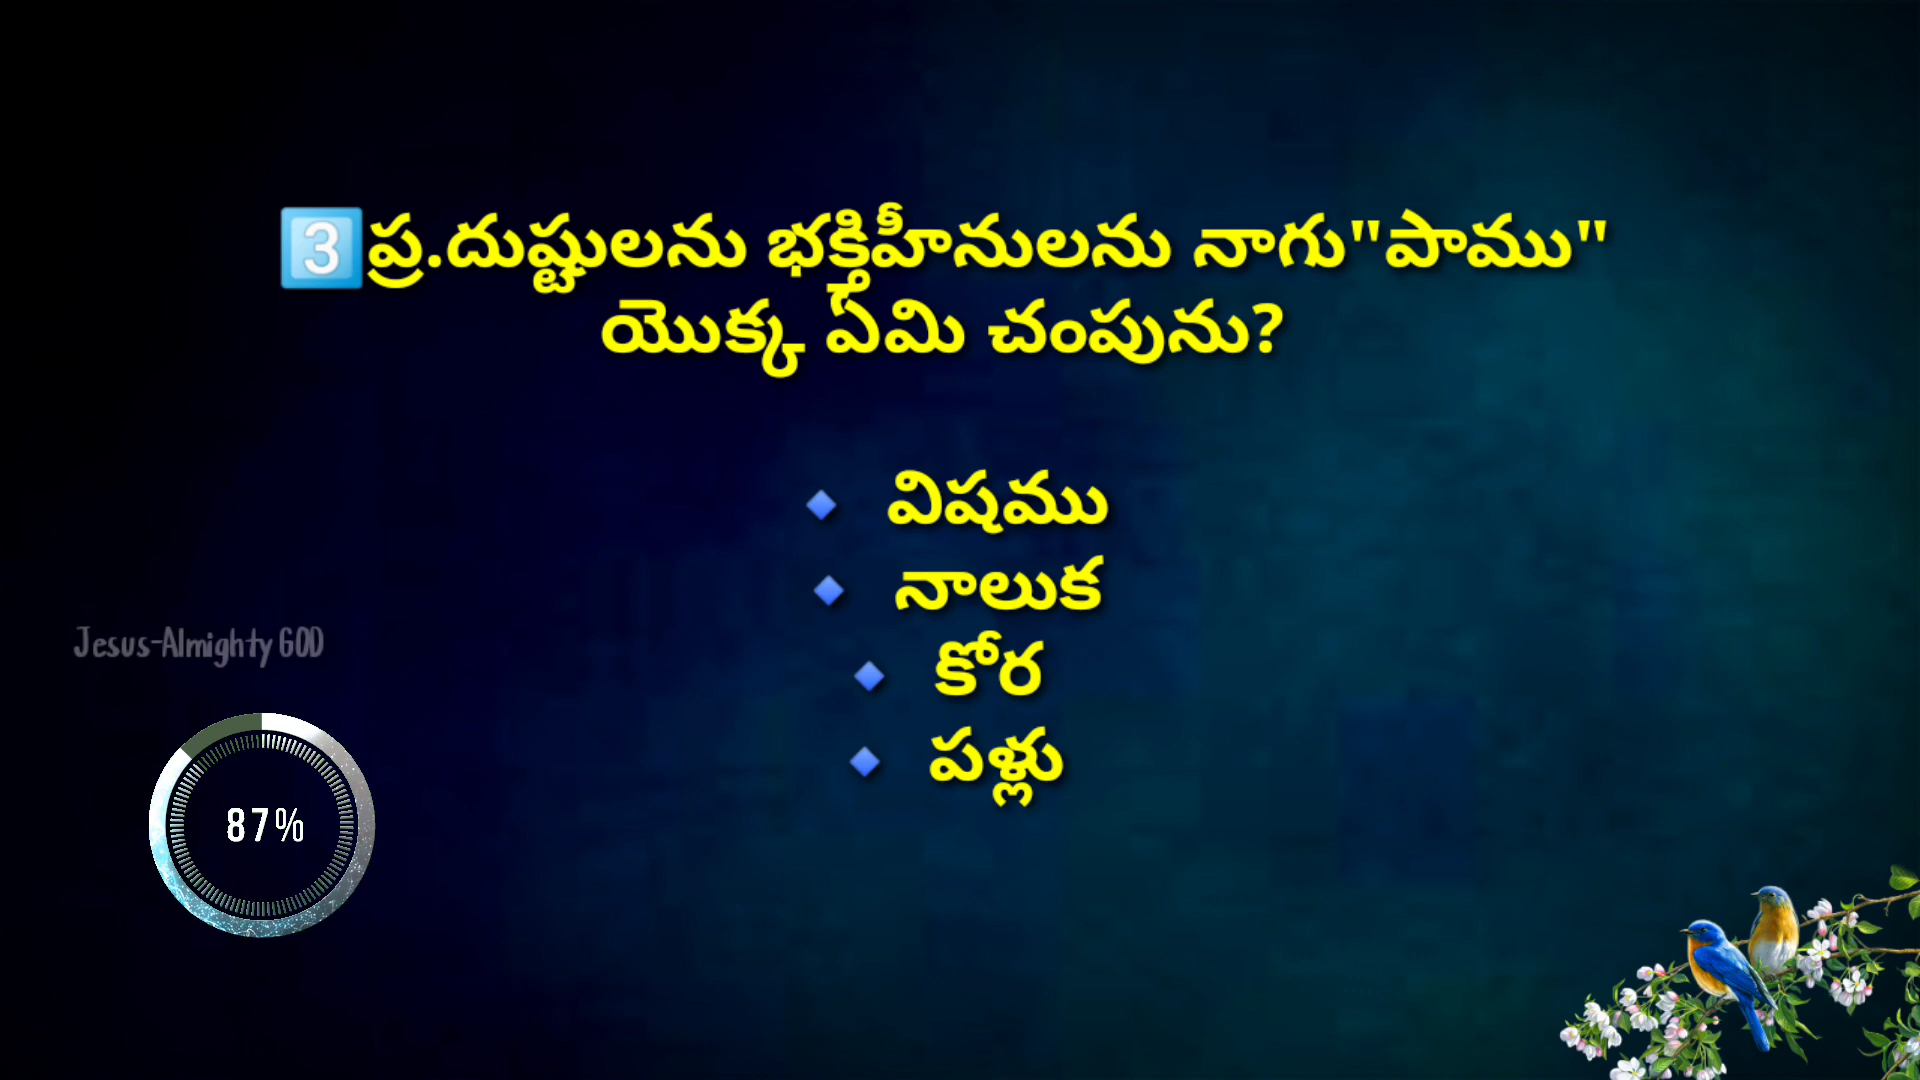 3️⃣ప్ర.దుష్టులను భక్తిహీనులను నాగు"పాము"
యొక్క ఏమి చంపును?
🔹 విషము
🔹 నాలుక
🔹 కోర
🔹 పళ్లు
Jesus-Almighty GOD
87%